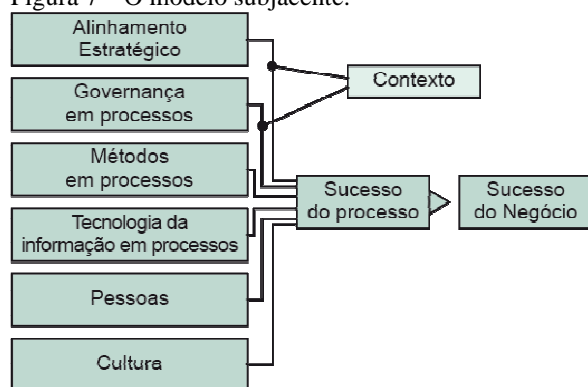 Figura 7 – O modelo subjacente.
Alinhamento
Estratégico
Governança
em processos
Métodos
em processos
Tecnologia da
informação em processos
Pessoas
Cultura
Contexto
Sucesso
do processo
Sucesso
do Negócio